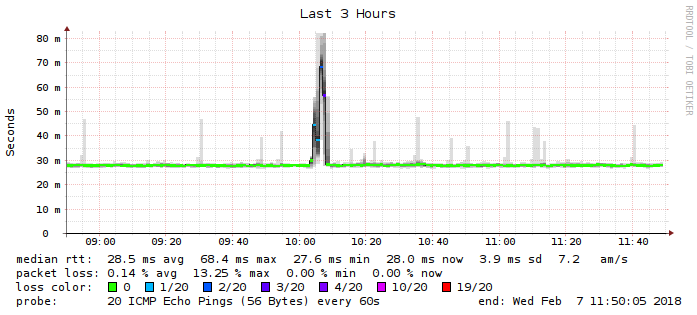 Last 3 Hours
RRDTOOL / TOBI OETIKER
Seconds
80 m
70 m
60 m
50 m
40 m
30 m
20 m
10 m
0
09:00 09:20 09:40 10:00 10:20 10:40 11:00 11:20 11:40
median rtt: 28.5 ms avg 68.4 ms max 27.6 ms min 28.0 ms now 3.9 ms sd 7.2 am/s
packet loss: 0.14 % avg 13.25 % max 0.00 % min 0.00 % now
loss color: 0 1/20 2/20 3/20 4/20 10/20 19/20
probe: 20 ICMP Echo Pings (56 Bytes) every 60s end: Wed Feb 7 11:50:05 2018